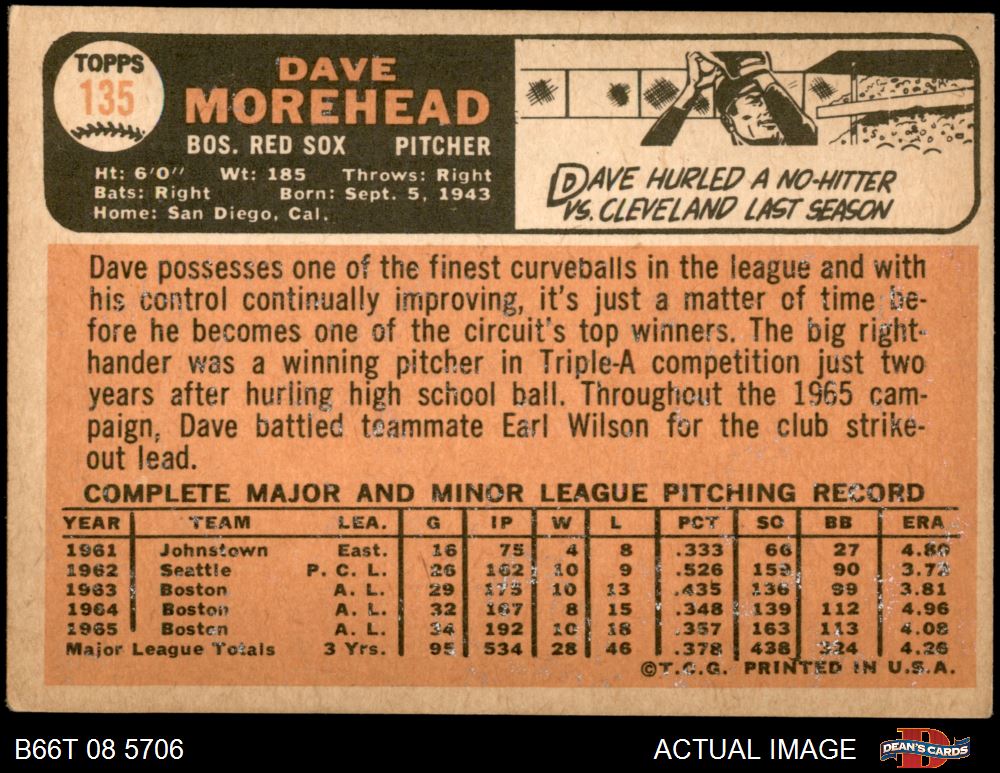 TOPPS
135
DAVE
MOREHEAD
BOS. RED SOX PITCHER
Ht: 6'0" Wt: 185 Throws: Right
Bats: Right Born: Sept. 5, 1943
Home: San Diego, Cal.
DAVE HURLED A NO-HITTER
VS. CLEVELAND LAST SEASON
Dave possesses one of the finest curveballs in the league and with
his control continually improving, it's just a matter of time be-
fore he becomes one of the circuit's top winners. The big right-
hander was a winning pitcher in Triple-A competition just two
years after hurling high school ball. Throughout the 1965 cam-
paign, Dave battled teammate Earl Wilson for the club strike-
out lead.
COMPLETE MAJOR AND MINOR LEAGUE PITCHING RECORD
YEAR TEAM LEA. G IP W L PCT SO BB ERA
1961 Johnstown East. 16 75 4 8 .333 66 27 4.80
1962 Seattle P. C. L. 26 162 10 9 .526 159 90 3.72
1963 Boston A. L. 29 175 10 13 .435 136 99 3.81
1964 Boston A. L. 32 167 8 15 .348 139 112 4.96
1965 Boston A. L. 34 192 10 18 .357 163 113 4.08
Major League Totals 3 Yrs. 95 534 28 46 .378 438 324 4.26
©T.C.G. PRINTED IN U.S.A.
B66T 08 5706 ACTUAL IMAGE DEAN'S CARDS